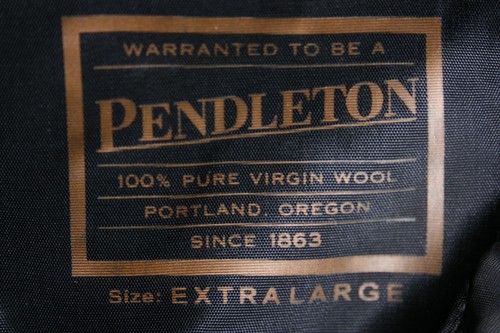 WARRANTED TO BE A
PENDLETON
100% PURE VIRGIN WOOL
PORTLAND, OREGON
SINCE 1863
Size: EXTRALARGE